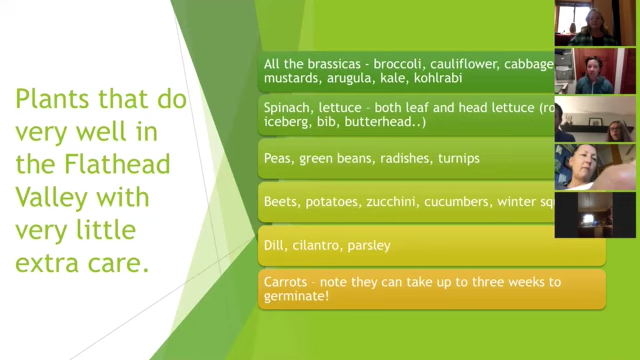 Plants that do
very well in
the Flathead
Valley with
very little
extra care.
All the brassicas - broccoli, cauliflower, cabbage
mustards, arugula, kale, kohlrabi
Spinach, lettuce – both leaf and head lettuce (ro
iceberg, bib, butterhead..)
Peas, green beans, radishes, turnips
Beets, potatoes, zucchini, cucumbers, winter squ
Dill, cilantro, parsley
Carrots – note they can take up to three weeks to
germinate!